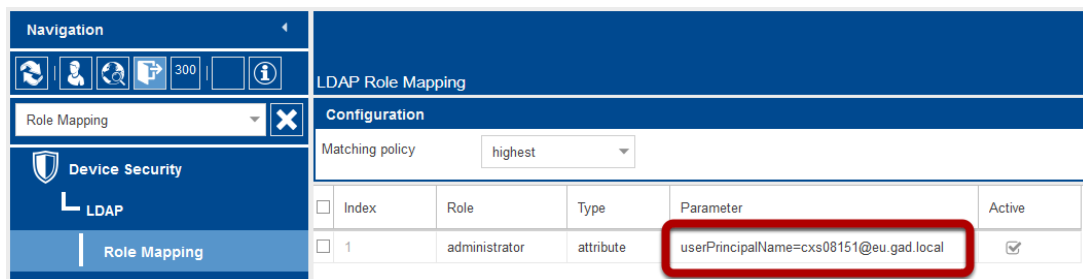 Navigation
300
LDAP Role Mapping
Role Mapping
Configuration
Matching policy highest
Device Security
LDAP
Role Mapping
Index Role Type Parameter Active
1 administrator attribute userPrincipalName=cxs08151@eu.gad.local